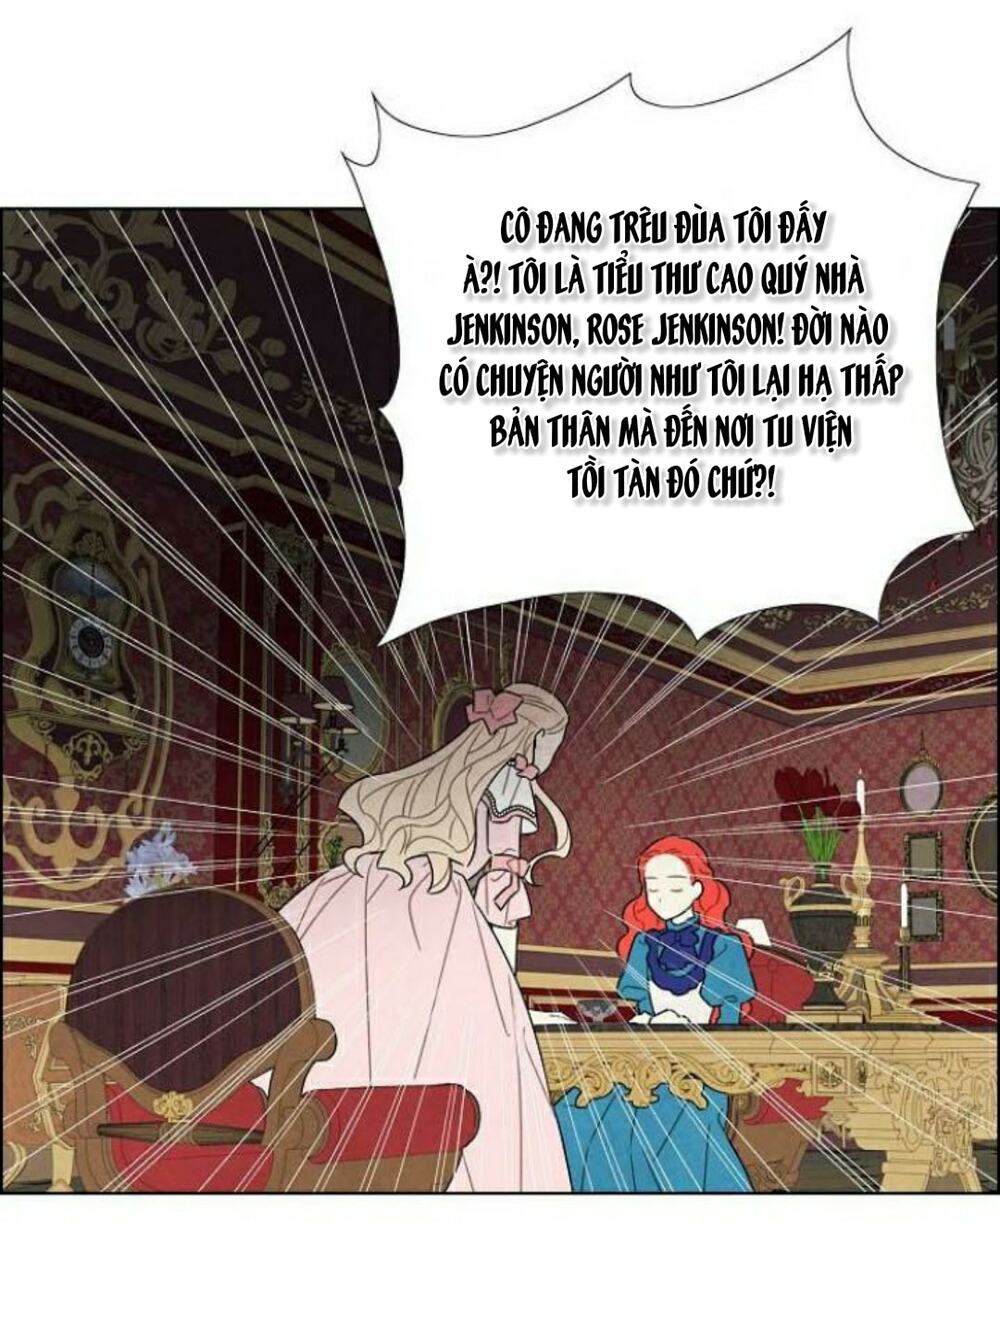 CÔ ĐANG TRÊU ĐÙA TÔI ĐẤY
À?! TÔI LÀ TIỂU THƯ CAO QUÝ NHÀ
JENKINSON, ROSE JENKINSON! ĐỜI NÀO
CÓ CHUYỆN NGƯỜI NHƯ TÔI LẠI HẠ THẤP
BẢN THÂN MÀ ĐẾN NƠI TU VIỆN
TỒI TÀN ĐÓ CHỨ?!